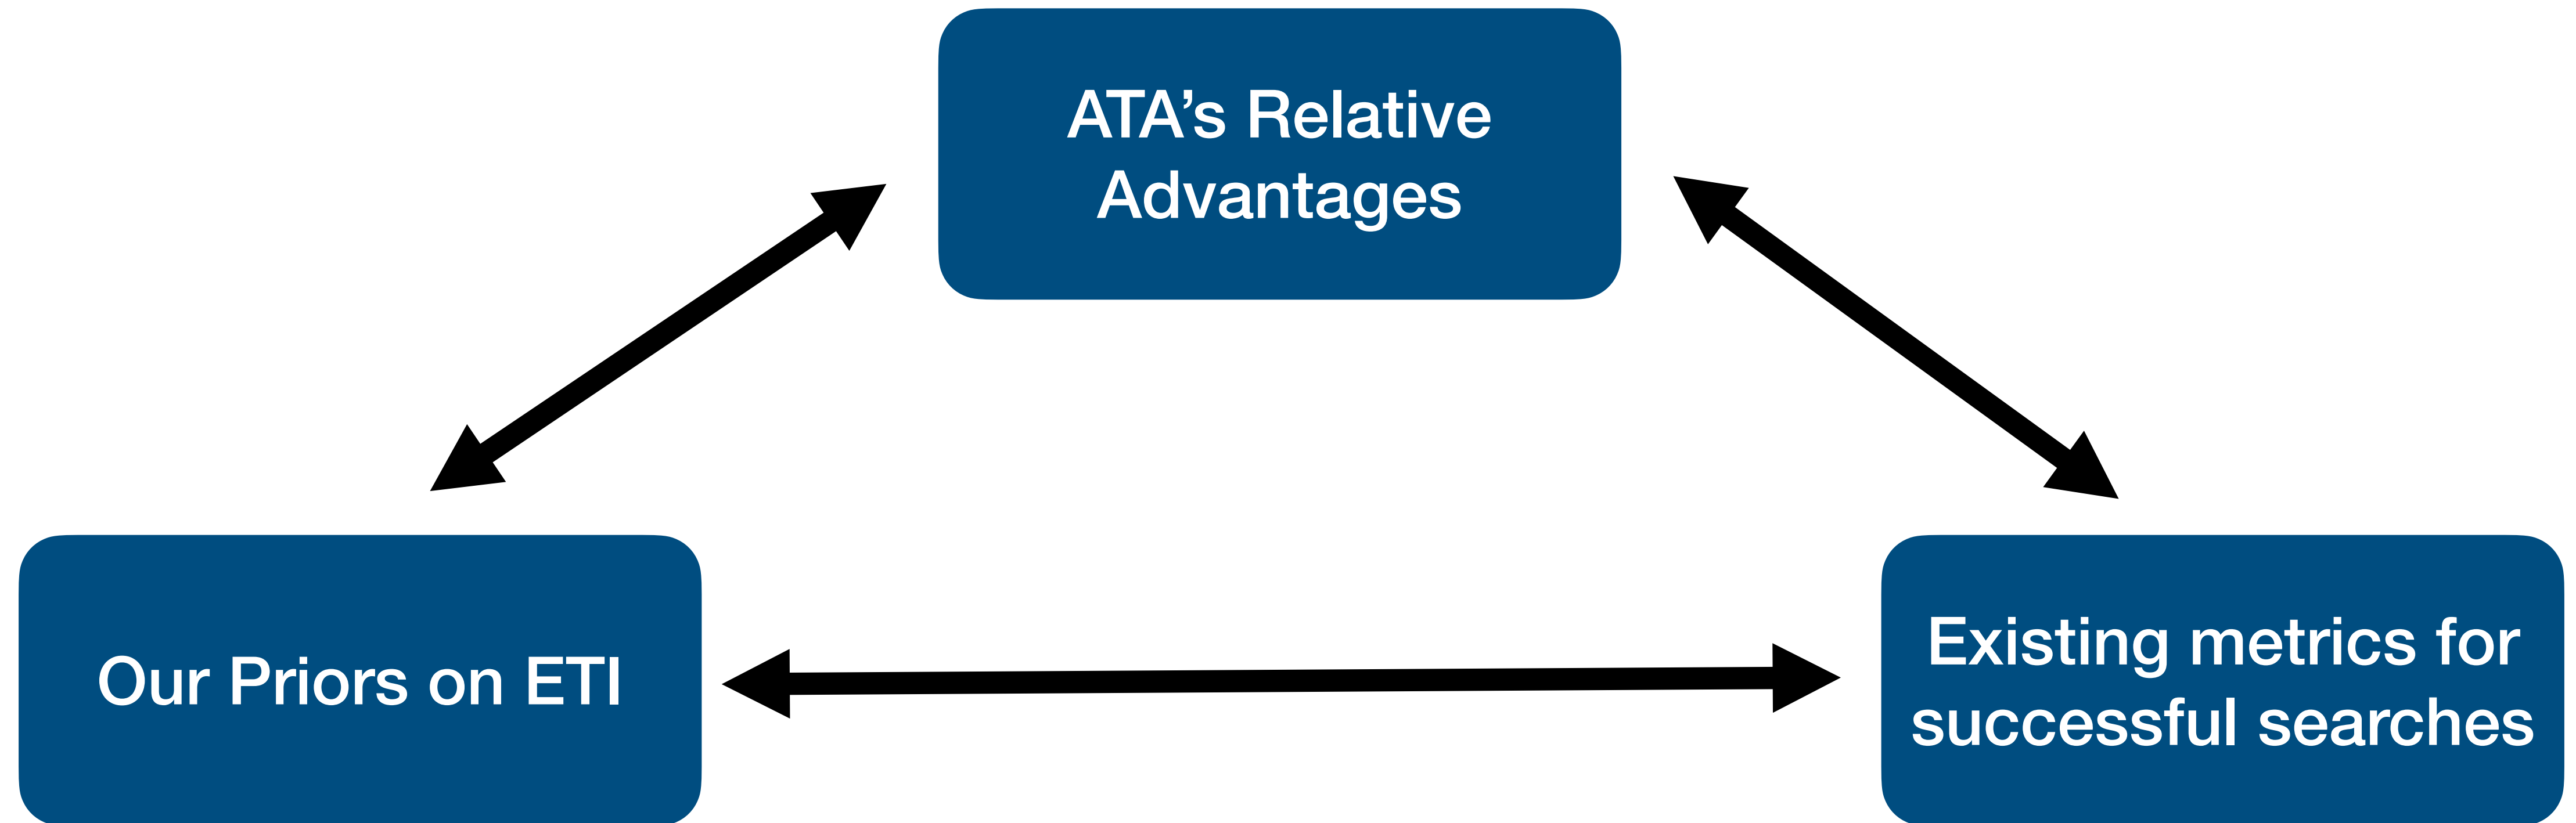 ATA’s Relative
Advantages
Our Priors on ETI
Existing metrics for
successful searches